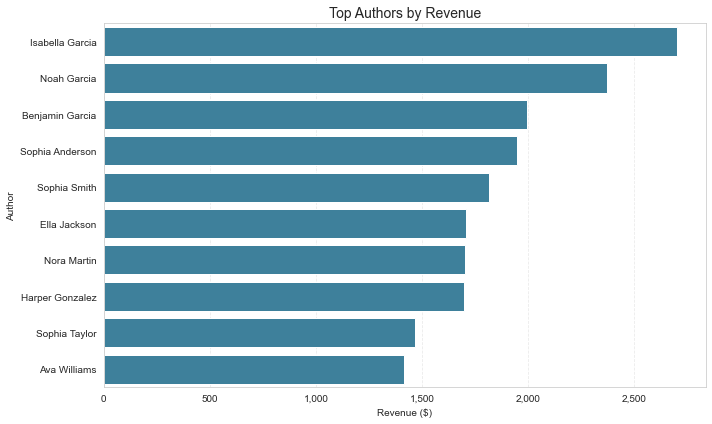 Top Authors by Revenue
Author
Isabella Garcia
Noah Garcia
Benjamin Garcia
Sophia Anderson
Sophia Smith
Ella Jackson
Nora Martin
Harper Gonzalez
Sophia Taylor
Ava Williams
0 500 1,000 1,500 2,000 2,500
Revenue ($)